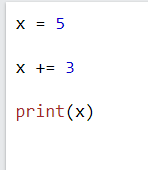 x = 5
x += 3
print(x)